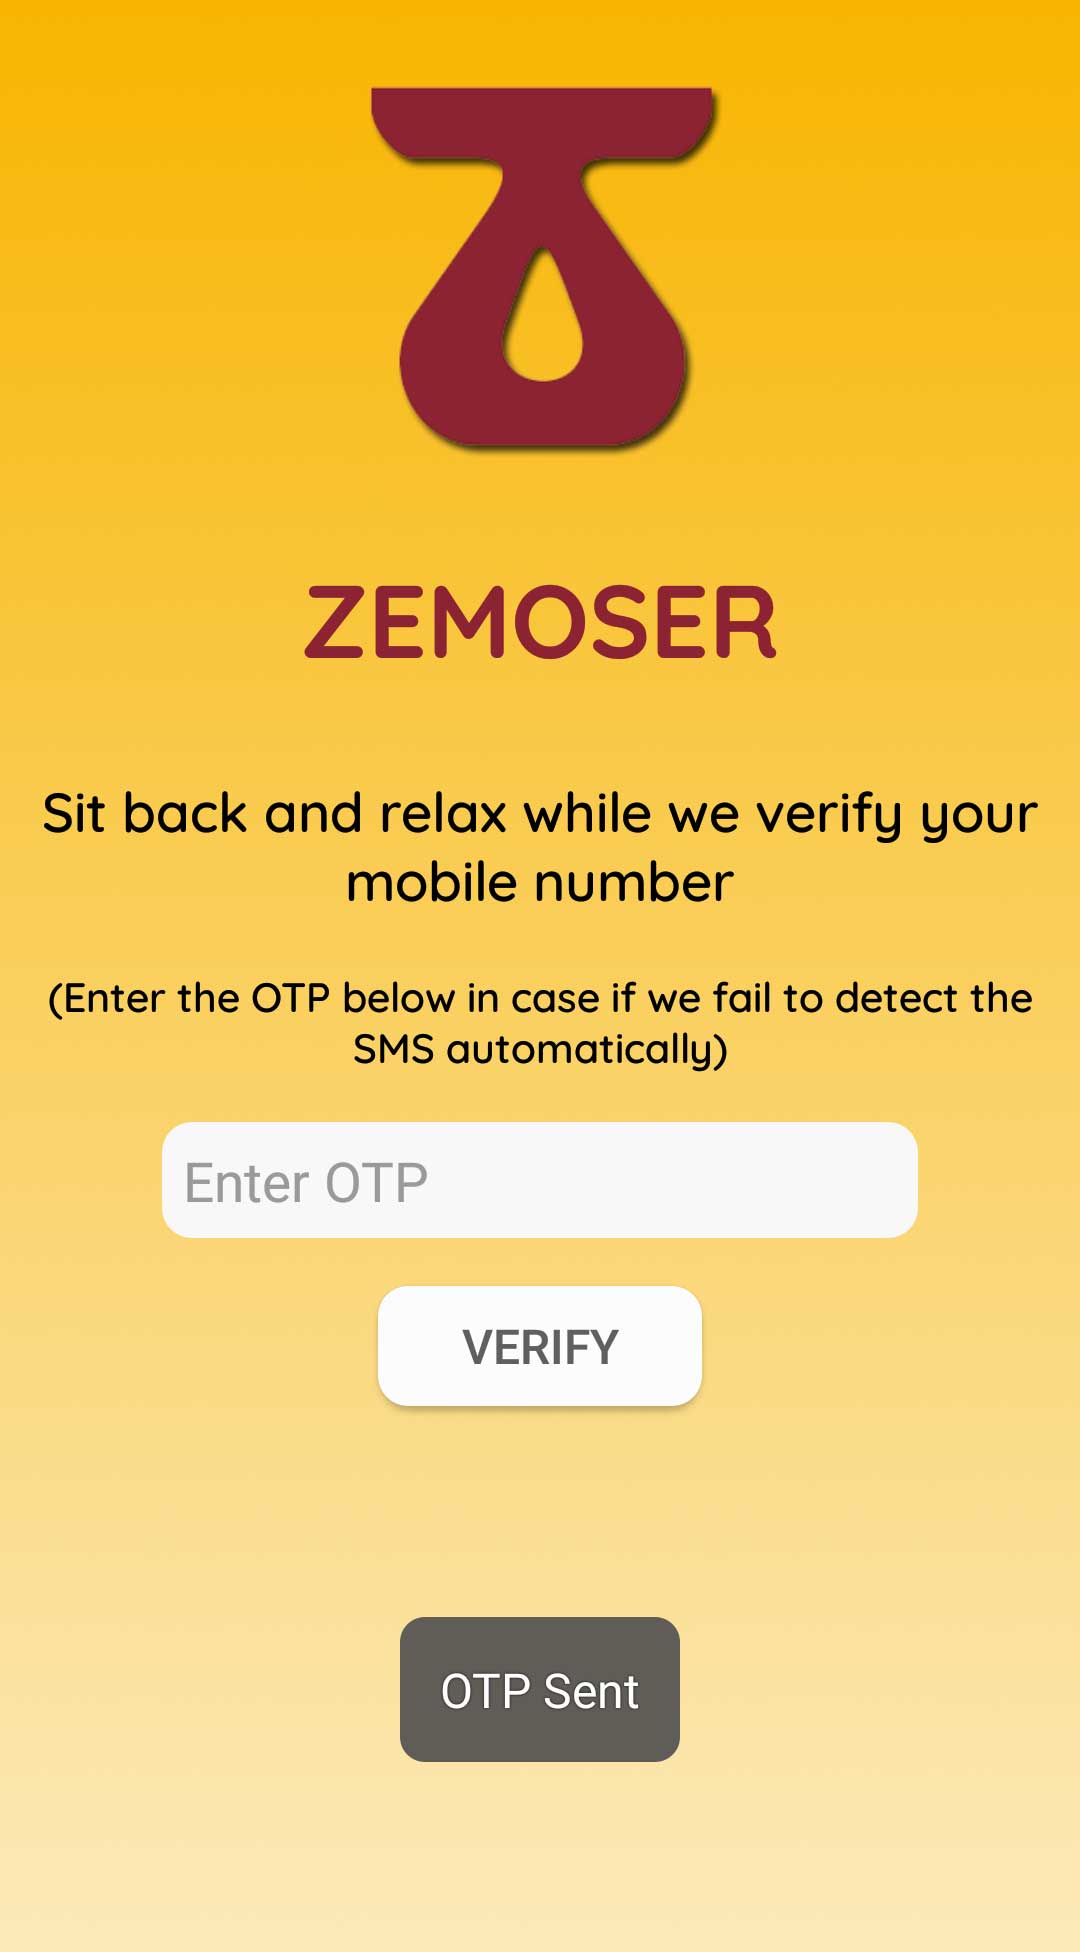 ZEMOSER
Sit back and relax while we verify your
mobile number
(Enter the OTP below in case if we fail to detect the
SMS automatically)
Enter OTP
VERIFY
OTP Sent